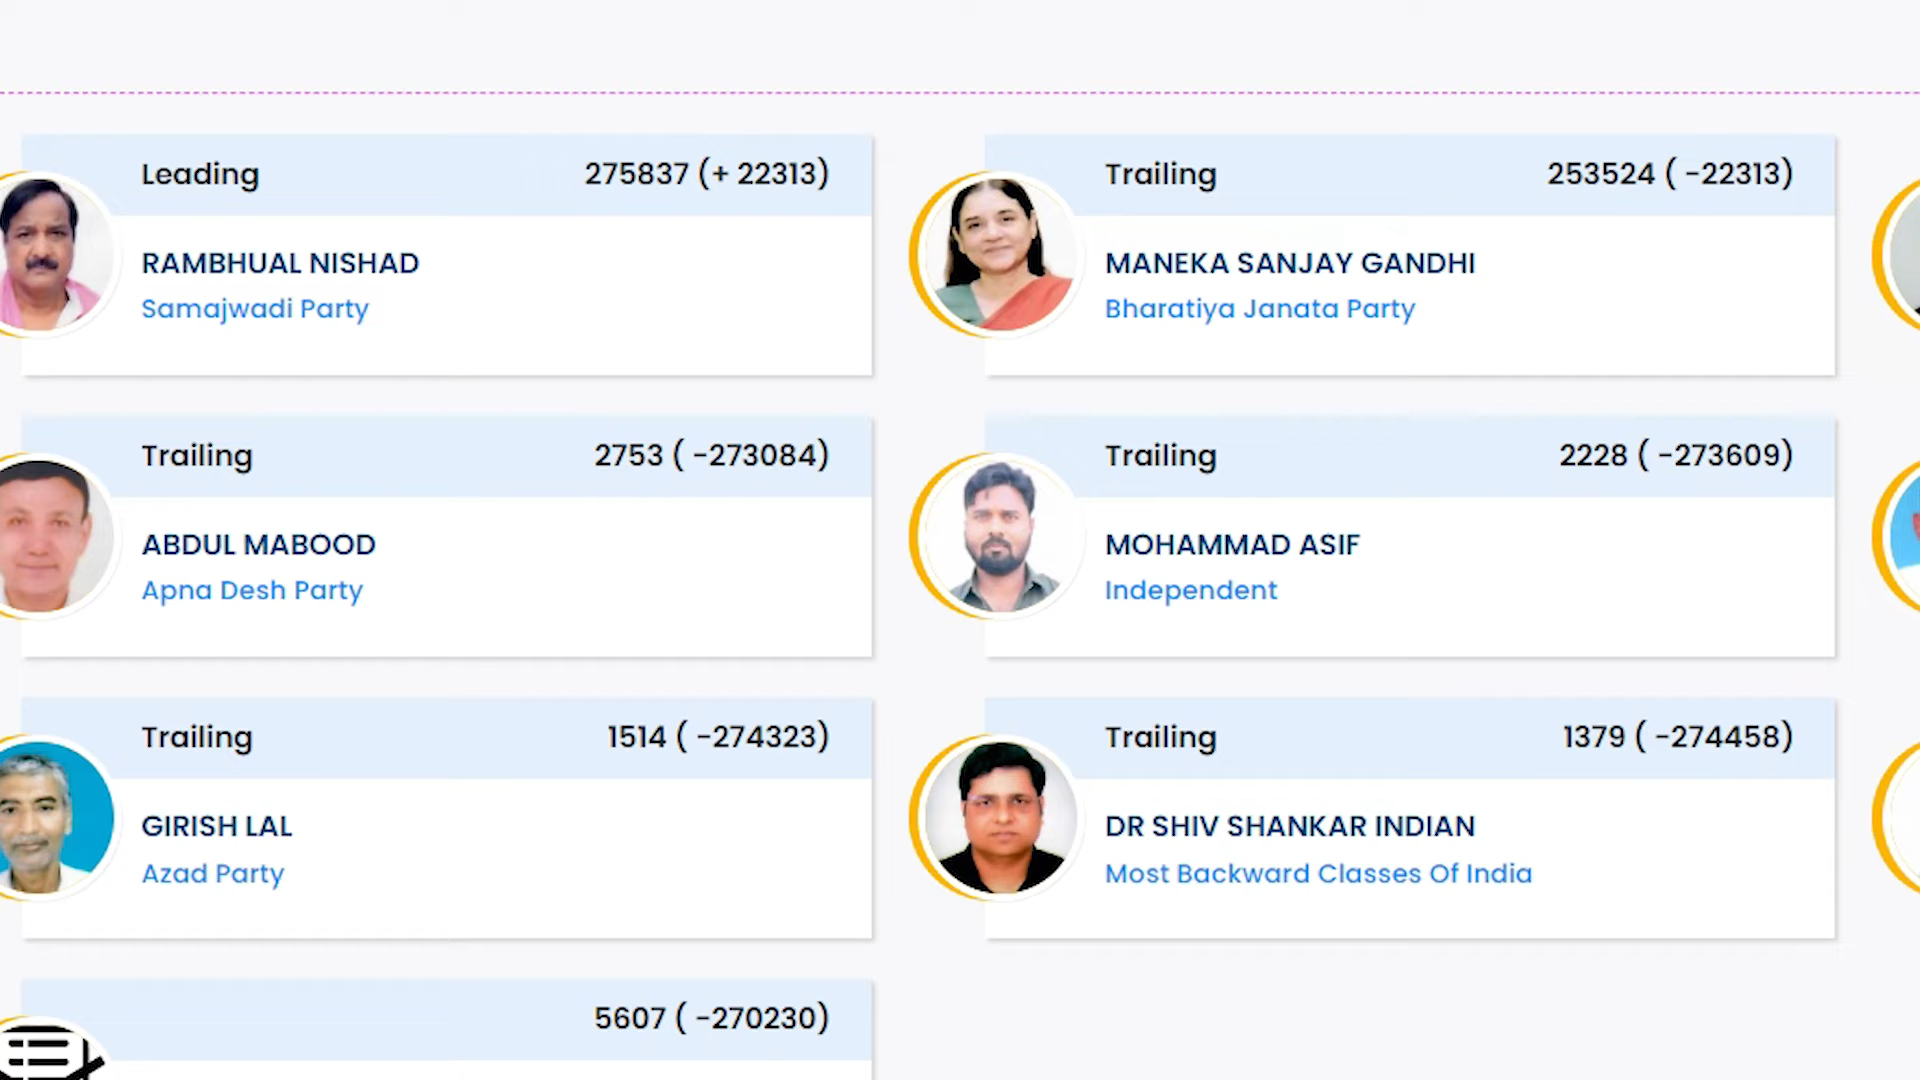 Leading 275837 (+ 22313)
RAMBHUAL NISHAD
Samajwadi Party
Trailing 253524 ( -22313)
MANEKA SANJAY GANDHI
Bharatiya Janata Party
Trailing 2753 ( -273084)
ABDUL MABOOD
Apna Desh Party
Trailing 2228 ( -273609)
MOHAMMAD ASIF
Independent
Trailing 1514 ( -274323)
GIRISH LAL
Azad Party
Trailing 1379 ( -274458)
DR SHIV SHANKAR INDIAN
Most Backward Classes Of India
5607 ( -270230)